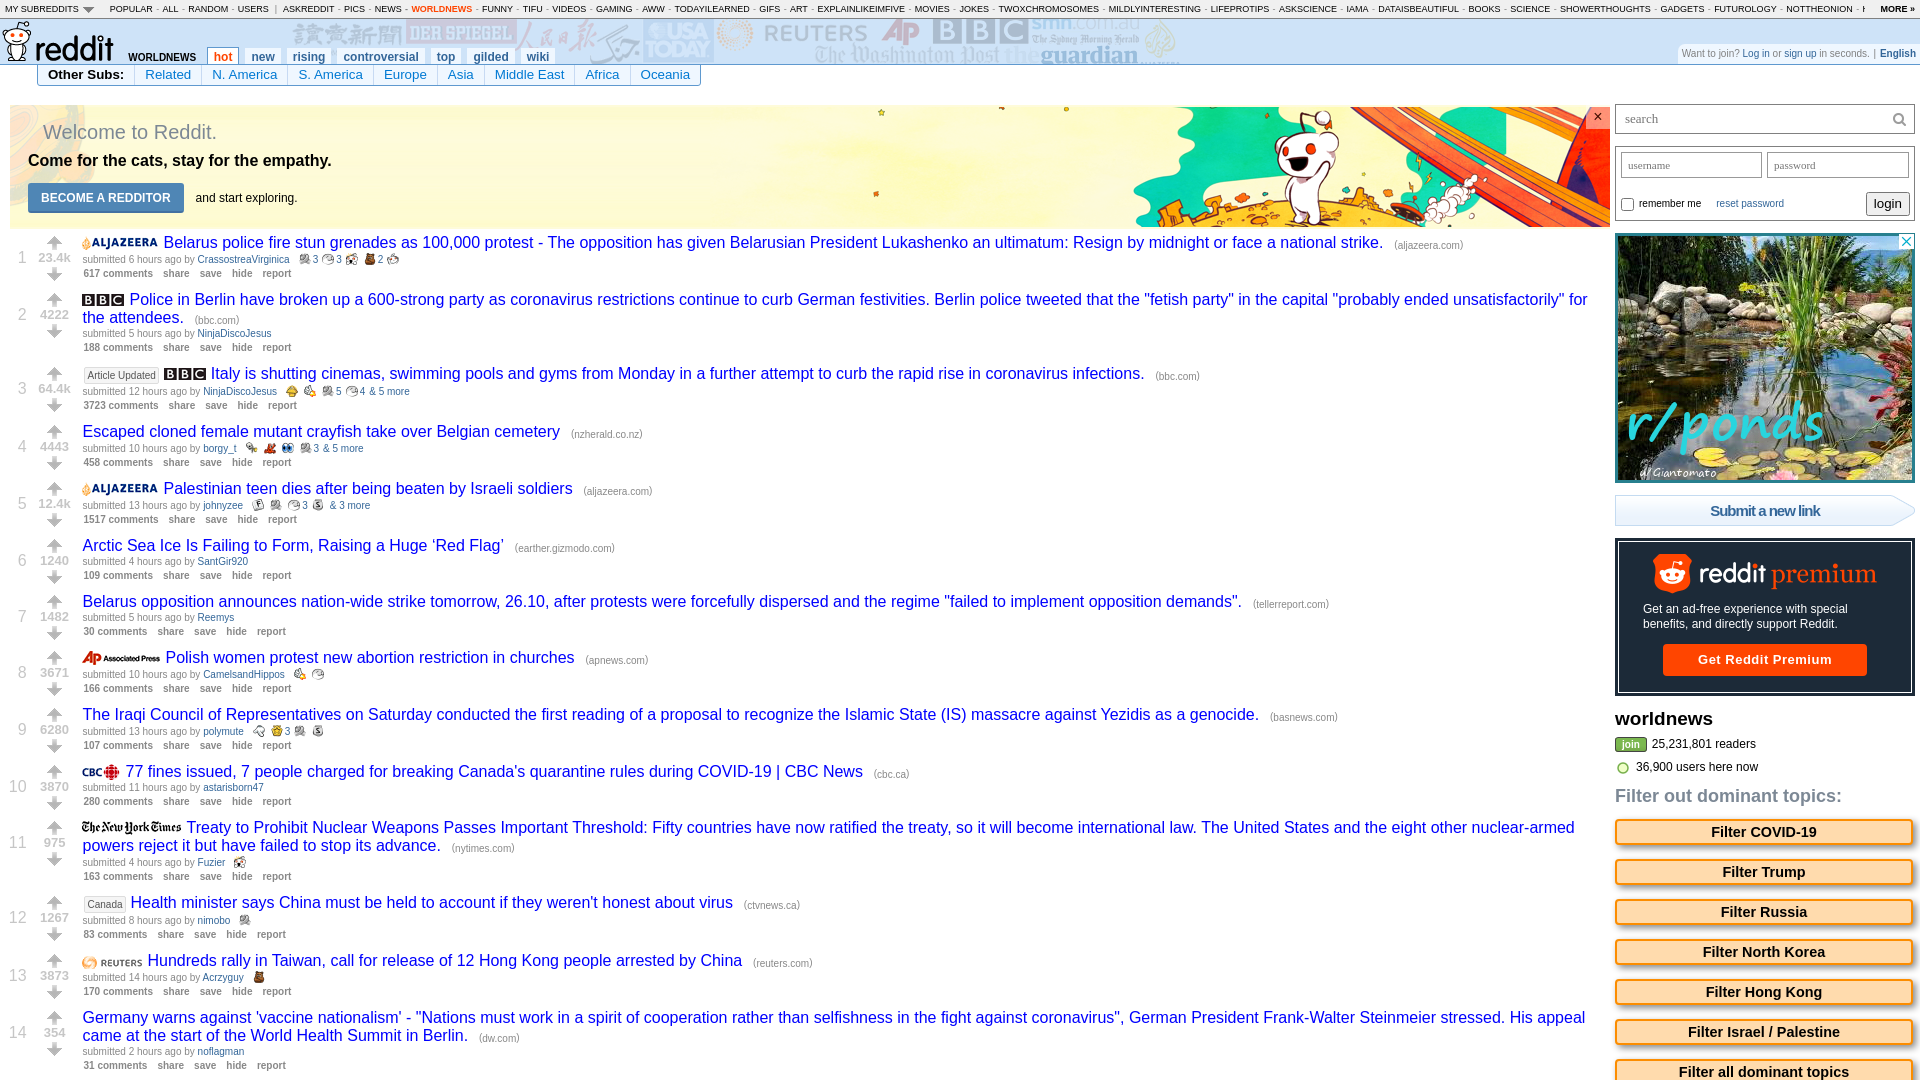 MY SUBREDDITS POPULAR - ALL - RANDOM - USERS | ASKREDDIT - PICS - NEWS - WORLDNEWS - FUNNY - TIFU - VIDEOS - GAMING - AWW - TODAYILEARNED - GIFS - ART - EXPLAINLIKEIMFIVE - MOVIES - JOKES - TWOXCHROMOSOMES - MILDLYINTERESTING - LIFEPROTIPS - ASKSCIENCE - IAMA - DATAISBEAUTIFUL - BOOKS - SCIENCE - SHOWERTHOUGHTS - GADGETS - FUTUROLOGY - NOTTHEONION - MORE »
讀賣新聞 人民日报 USA TODAY REUTERS AP BBC smh.com.au The Sydney Morning Herald The Washington Post theguardian
reddit WORLDNEWS hot new rising controversial top gilded wiki
Want to join? Log in or sign up in seconds. | English
Other Subs: Related N. America S. America Europe Asia Middle East Africa Oceania
Welcome to Reddit.
Come for the cats, stay for the empathy.
BECOME A REDDITOR and start exploring.
×
1 23.4k
ALJAZEERA Belarus police fire stun grenades as 100,000 protest - The opposition has given Belarusian President Lukashenko an ultimatum: Resign by midnight or face a national strike. (aljazeera.com)
submitted 6 hours ago by CrassostreaVirginica 3 3 2
617 comments share save hide report
2 4222
BBC Police in Berlin have broken up a 600-strong party as coronavirus restrictions continue to curb German festivities. Berlin police tweeted that the "fetish party" in the capital "probably ended unsatisfactorily" for
the attendees. (bbc.com)
submitted 5 hours ago by NinjaDiscoJesus
188 comments share save hide report
3 64.4k
Article Updated BBC Italy is shutting cinemas, swimming pools and gyms from Monday in a further attempt to curb the rapid rise in coronavirus infections. (bbc.com)
submitted 12 hours ago by NinjaDiscoJesus 5 4 & 5 more
3723 comments share save hide report
4 4443
Escaped cloned female mutant crayfish take over Belgian cemetery (nzherald.co.nz)
submitted 10 hours ago by borgy_t 3 & 5 more
458 comments share save hide report
5 12.4k
ALJAZEERA Palestinian teen dies after being beaten by Israeli soldiers (aljazeera.com)
submitted 13 hours ago by johnyzee 3 & 3 more
1517 comments share save hide report
6 1240
Arctic Sea Ice Is Failing to Form, Raising a Huge ‘Red Flag’ (earther.gizmodo.com)
submitted 4 hours ago by SantGir920
109 comments share save hide report
7 1482
Belarus opposition announces nation-wide strike tomorrow, 26.10, after protests were forcefully dispersed and the regime "failed to implement opposition demands". (tellerreport.com)
submitted 5 hours ago by Reemys
30 comments share save hide report
8 3671
AP Associated Press Polish women protest new abortion restriction in churches (apnews.com)
submitted 10 hours ago by CamelsandHippos
166 comments share save hide report
9 6280
The Iraqi Council of Representatives on Saturday conducted the first reading of a proposal to recognize the Islamic State (IS) massacre against Yezidis as a genocide. (basnews.com)
submitted 13 hours ago by polymute 3
107 comments share save hide report
10 3870
CBC 77 fines issued, 7 people charged for breaking Canada's quarantine rules during COVID-19 | CBC News (cbc.ca)
submitted 11 hours ago by astarisborn47
280 comments share save hide report
11 975
The New York Times Treaty to Prohibit Nuclear Weapons Passes Important Threshold: Fifty countries have now ratified the treaty, so it will become international law. The United States and the eight other nuclear-armed
powers reject it but have failed to stop its advance. (nytimes.com)
submitted 4 hours ago by Fuzier
163 comments share save hide report
12 1267
Canada Health minister says China must be held to account if they weren't honest about virus (ctvnews.ca)
submitted 8 hours ago by nimobo
83 comments share save hide report
13 3873
REUTERS Hundreds rally in Taiwan, call for release of 12 Hong Kong people arrested by China (reuters.com)
submitted 14 hours ago by Acrzyguy
170 comments share save hide report
14 354
Germany warns against 'vaccine nationalism' - "Nations must work in a spirit of cooperation rather than selfishness in the fight against coronavirus", German President Frank-Walter Steinmeier stressed. His appeal
came at the start of the World Health Summit in Berlin. (dw.com)
submitted 2 hours ago by noflagman
31 comments share save hide report
search
username password
remember me reset password login
r/ponds
u/Giantomato
Submit a new link
reddit premium
Get an ad-free experience with special
benefits, and directly support Reddit.
Get Reddit Premium
worldnews
join 25,231,801 readers
36,900 users here now
Filter out dominant topics:
Filter COVID-19
Filter Trump
Filter Russia
Filter North Korea
Filter Hong Kong
Filter Israel / Palestine
Filter all dominant topics